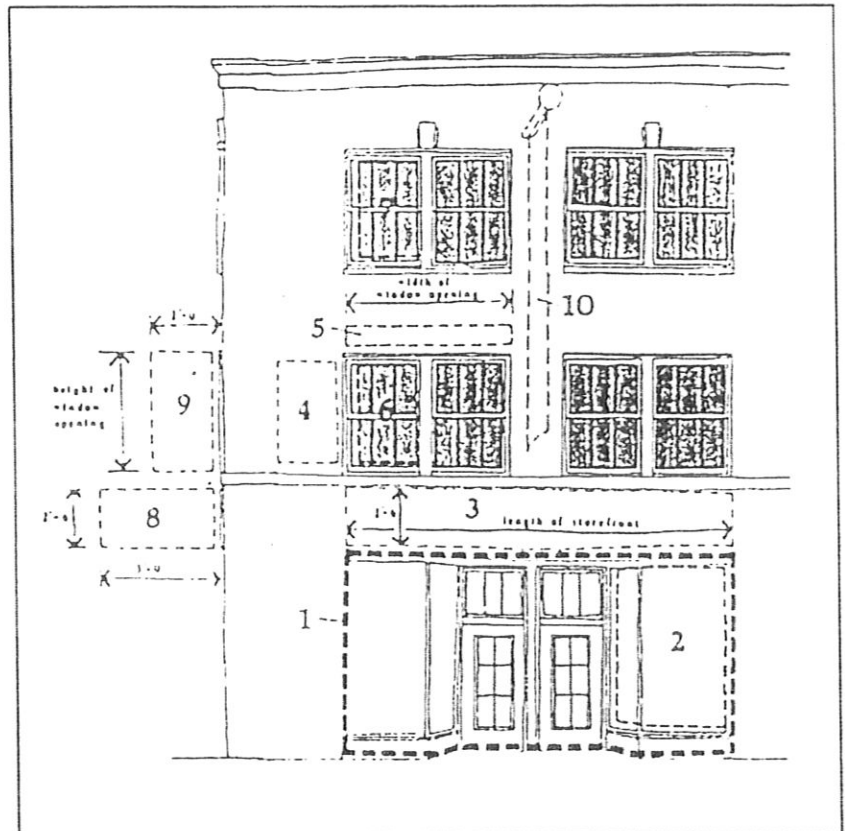 width of
window opening
10
5
height of
window
opening
9
4
6
8
3
length of storefront
1
2